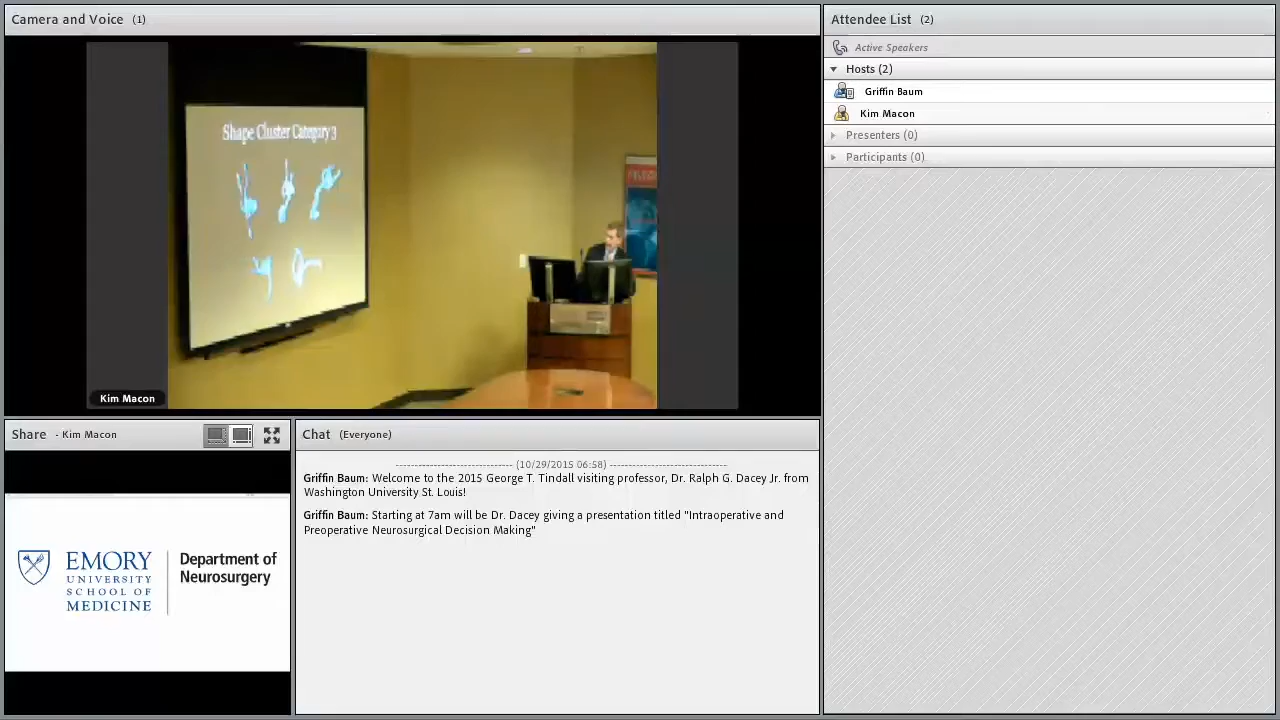 Camera and Voice (1)
Shape Cluster Category 3
Kim Macon
Attendee List (2)
Active Speakers
Hosts (2)
Griffin Baum
Kim Macon
Presenters (0)
Participants (0)
Share - Kim Macon
EMORY
UNIVERSITY
SCHOOL OF
MEDICINE
Department of
Neurosurgery
Chat (Everyone)
(10/29/2015 06:58)
Griffin Baum: Welcome to the 2015 George T. Tindall visiting professor, Dr. Ralph G. Dacey Jr. from
Washington University St. Louis!
Griffin Baum: Starting at 7am will be Dr. Dacey giving a presentation titled "Intraoperative and
Preoperative Neurosurgical Decision Making"